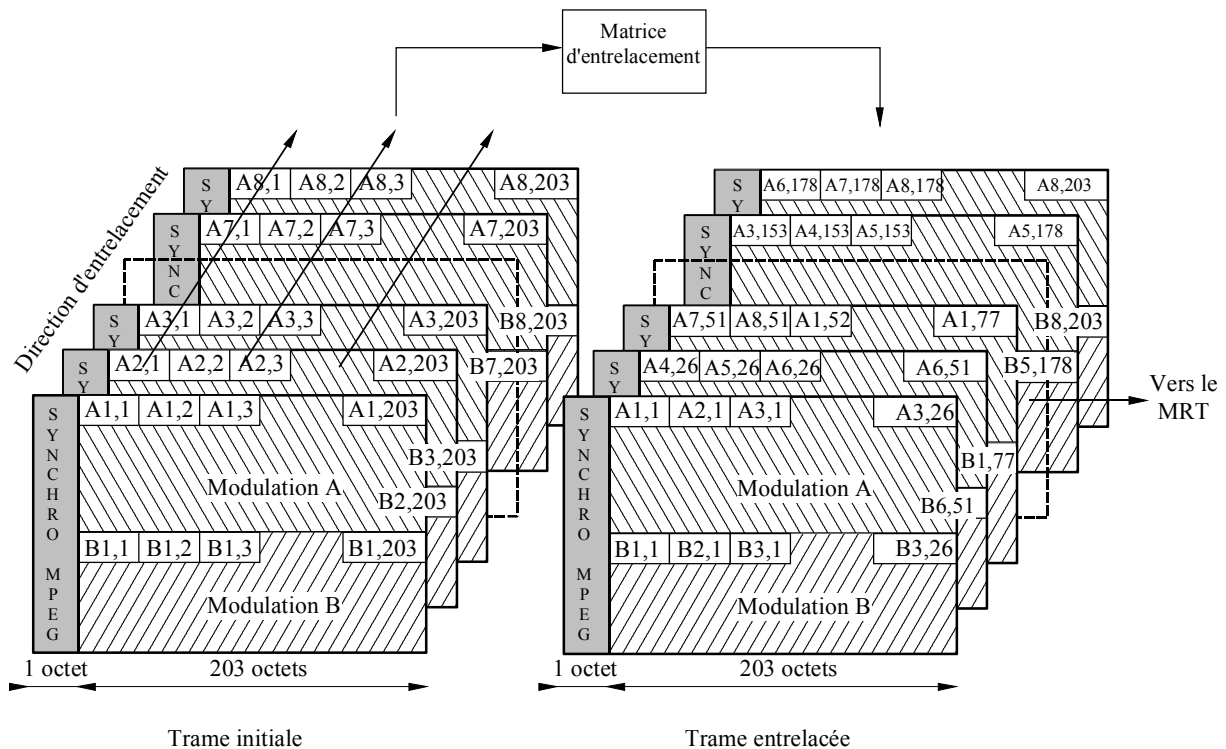 Matrice
d'entrelacement
Direction d'entrelacement
SY
A8,1 A8,2 A8,3 A8,203
SYNC
A7,1 A7,2 A7,3 A7,203
SY
A3,1 A3,2 A3,3 A3,203 B8,203
SY
A2,1 A2,2 A2,3 A2,203 B7,203
SYNCHRO MPEG
A1,1 A1,2 A1,3 A1,203
B3,203
Modulation A
B2,203
B1,1 B1,2 B1,3 B1,203
Modulation B
1 octet 203 octets
Trame initiale
SY
A6,178 A7,178 A8,178 A8,203
SYNC
A3,153 A4,153 A5,153 A5,178
SY
A7,51 A8,51 A1,52 A1,77 B8,203
SY
A4,26 A5,26 A6,26 A6,51 B5,178
SYNCHRO MPEG
A1,1 A2,1 A3,1 A3,26
B1,77
Modulation A
B6,51
B1,1 B2,1 B3,1 B3,26
Modulation B
1 octet 203 octets
Trame entrelacée
Vers le
MRT